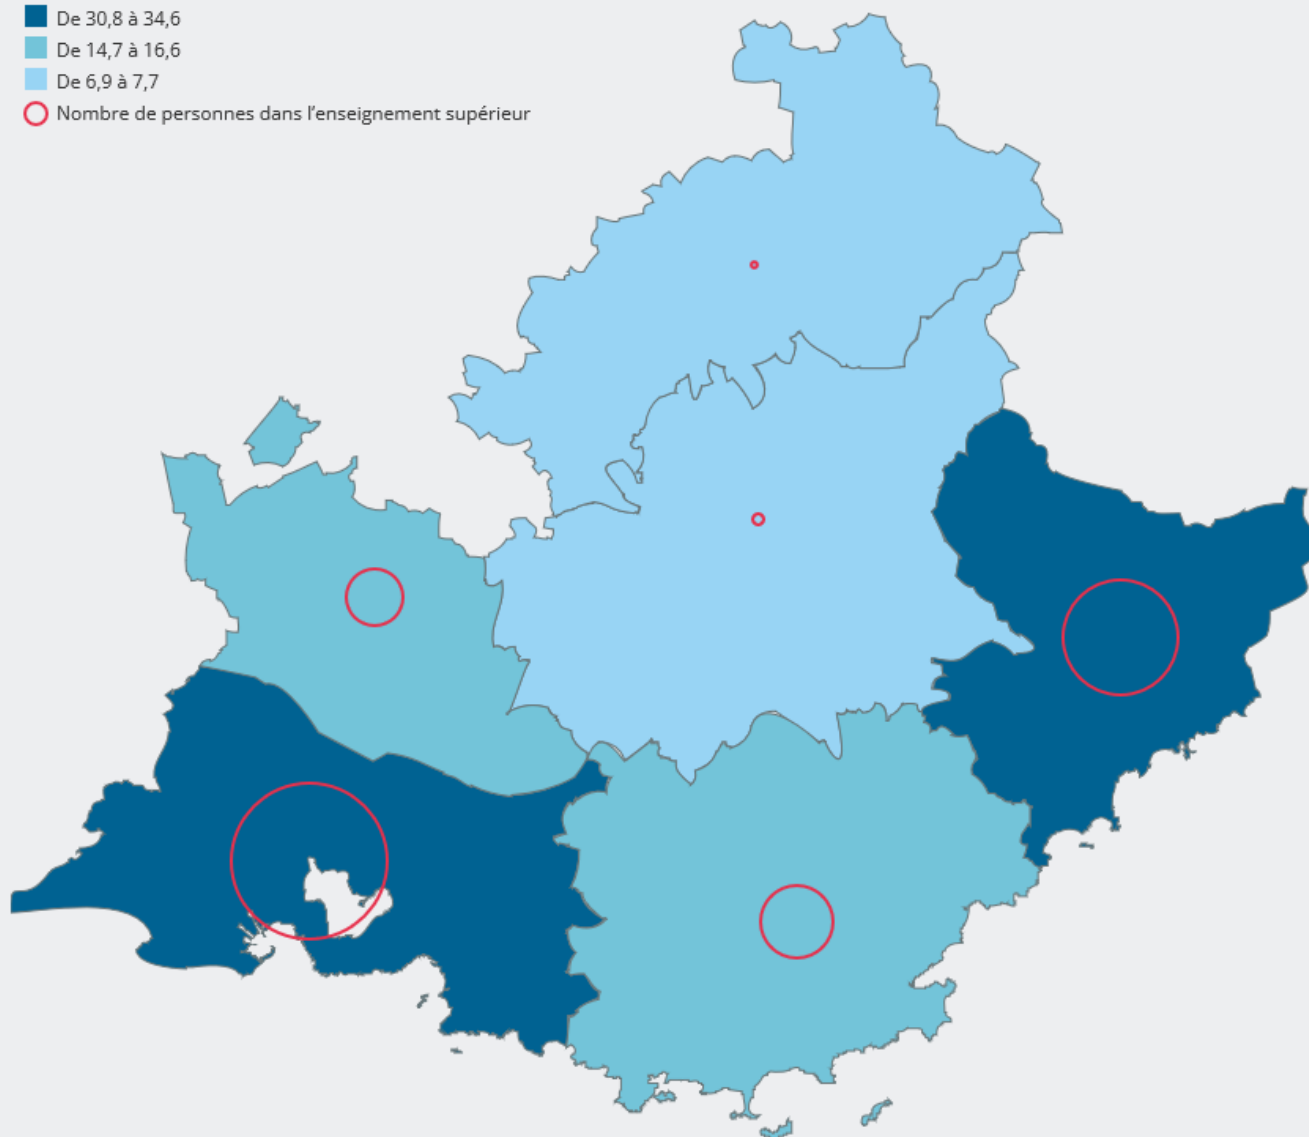 De 30,8 à 34,6
De 14,7 à 16,6
De 6,9 à 7,7
Nombre de personnes dans l’enseignement supérieur